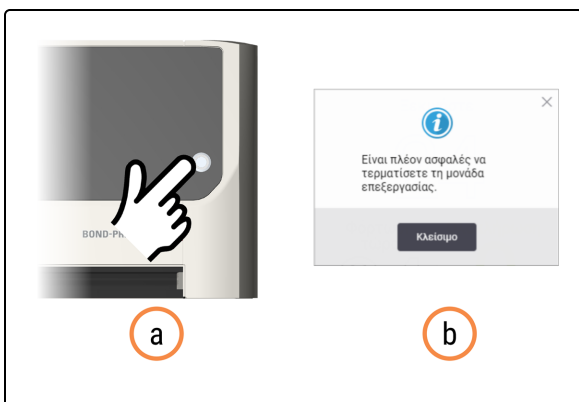 BOND-PR
Είναι πλέον ασφαλές να
τερματίσετε τη μονάδα
επεξεργασίας.
Κλείσιμο
a
b